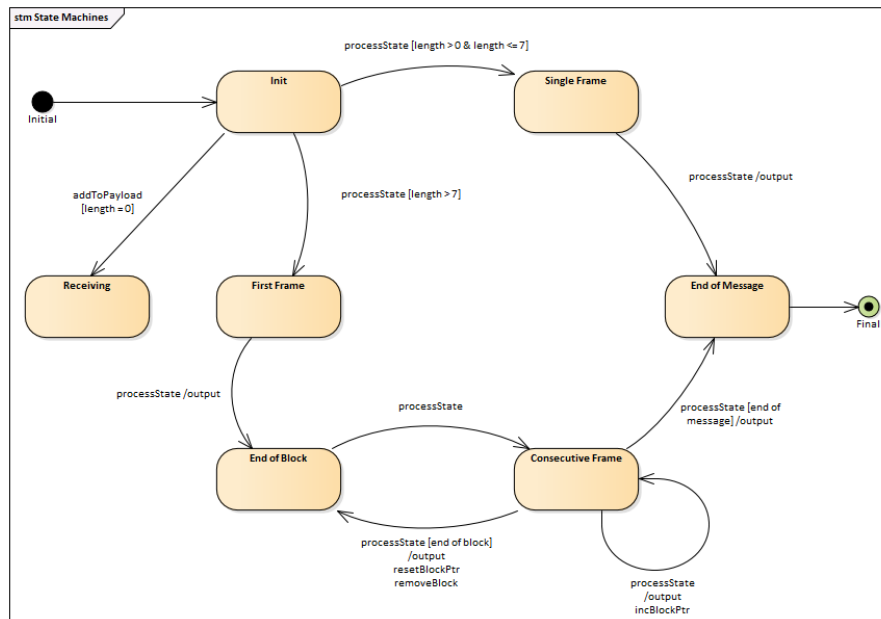 stm State Machines
processState [length > 0 & length <= 7]
Init
Single Frame
Initial
processState /output
addToPayload
[length = 0]
processState [length > 7]
Receiving
First Frame
End of Message
Final
processState /output
processState
processState [end of
message] /output
End of Block
Consecutive Frame
processState [end of block]
/output
resetBlockPtr
removeBlock
processState
/output
incBlockPtr